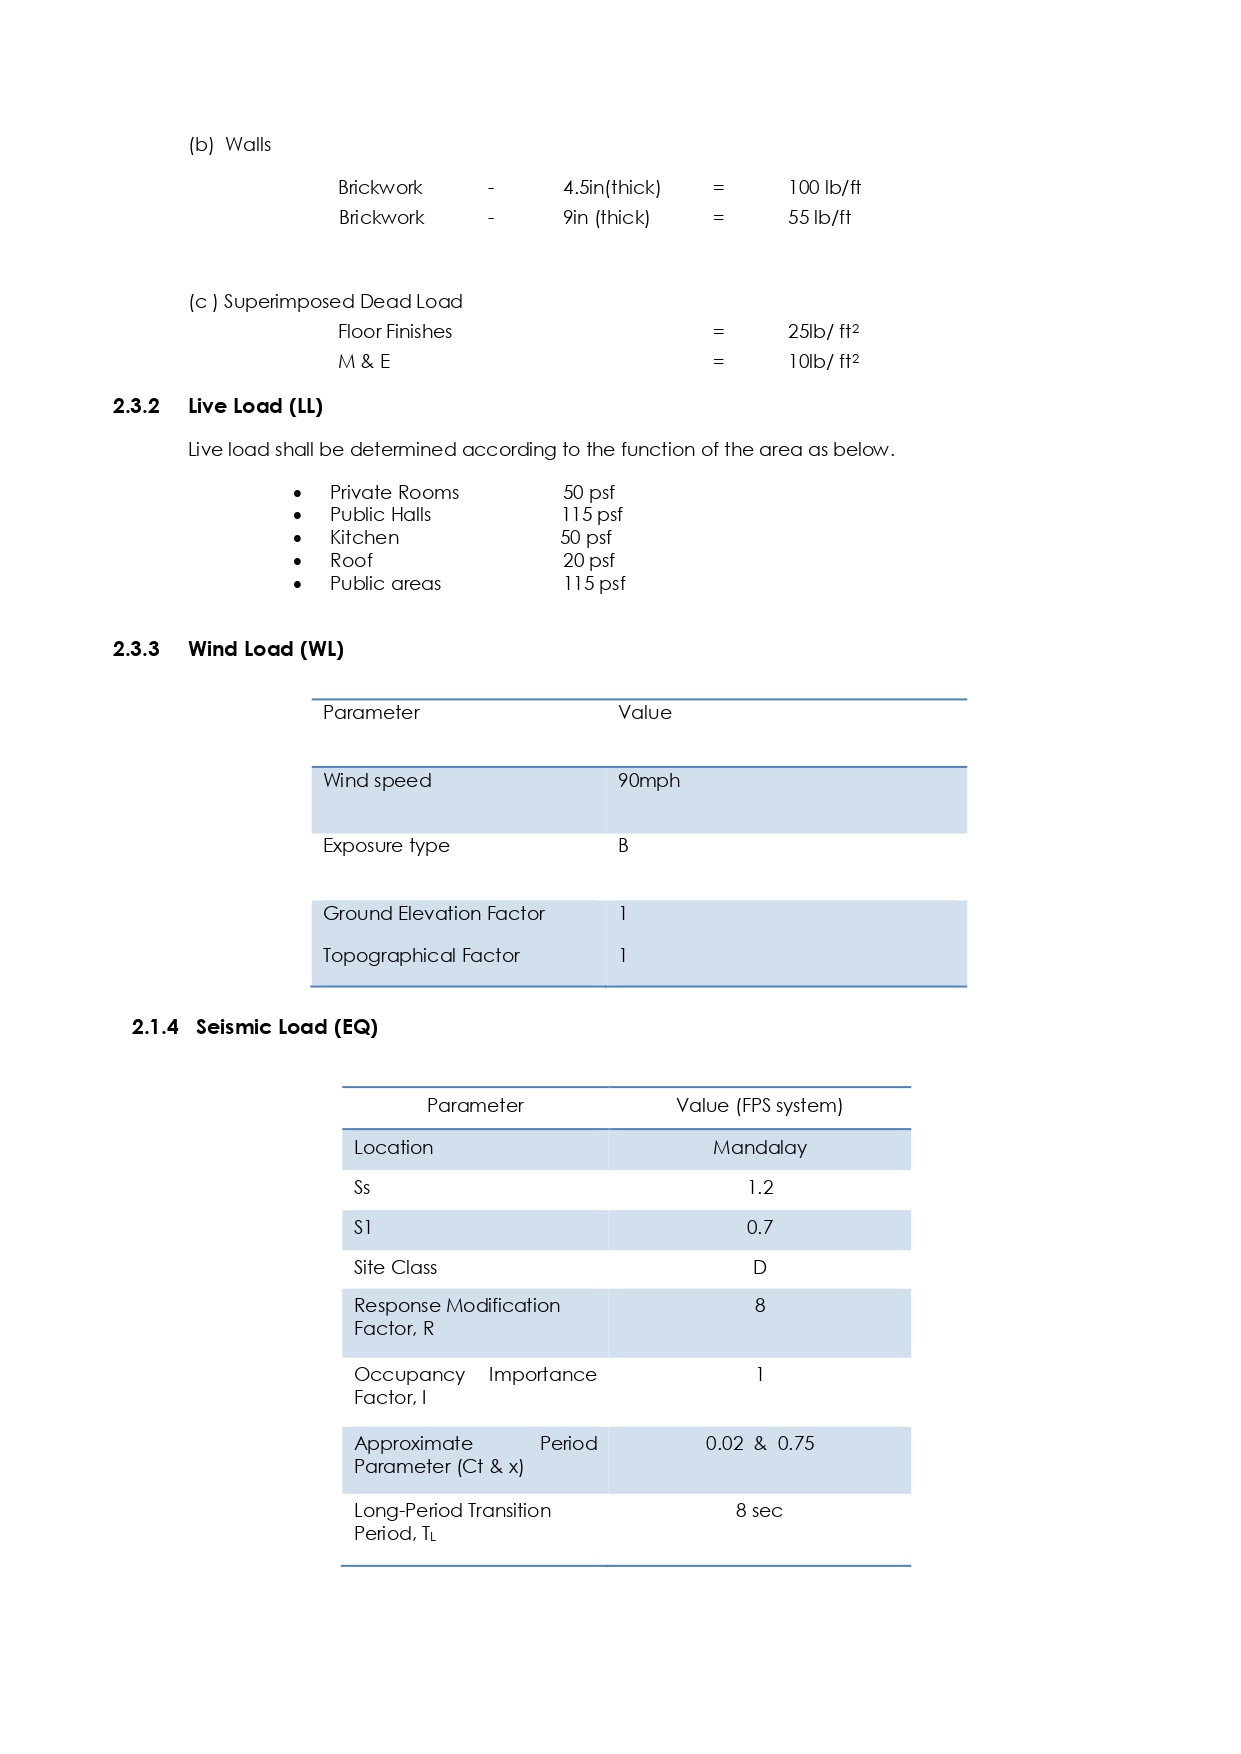 (b) Walls
Brickwork - 4.5in(thick) = 100 lb/ft
Brickwork - 9in (thick) = 55 lb/ft
(c ) Superimposed Dead Load
Floor Finishes = 25lb/ ft²
M & E = 10lb/ ft²
2.3.2 Live Load (LL)
Live load shall be determined according to the function of the area as below.
• Private Rooms 50 psf
• Public Halls 115 psf
• Kitchen 50 psf
• Roof 20 psf
• Public areas 115 psf
2.3.3 Wind Load (WL)
Parameter Value
Wind speed 90mph
Exposure type B
Ground Elevation Factor 1
Topographical Factor 1
2.1.4 Seismic Load (EQ)
Parameter Value (FPS system)
Location Mandalay
Ss 1.2
S1 0.7
Site Class D
Response Modification 8
Factor, R
Occupancy Importance 1
Factor, I
Approximate Period 0.02 & 0.75
Parameter (Ct & x)
Long-Period Transition 8 sec
Period, TL